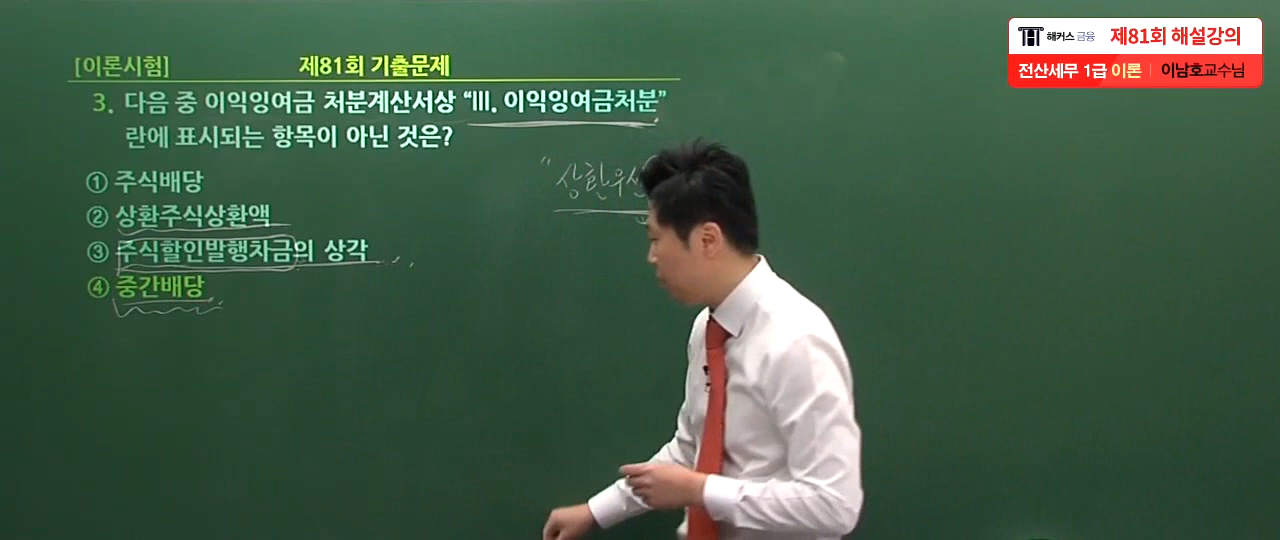 [이론시험] 제81회 기출문제
3. 다음 중 이익잉여금 처분계산서상 “III. 이익잉여금처분”
란에 표시되는 항목이 아닌 것은?
① 주식배당
② 상환주식상환액
③ 주식할인발행차금의 상각
④ 중간배당
"상환우선
해커스 금융 제81회 해설강의
전산세무 1급 이론 | 이남호교수님